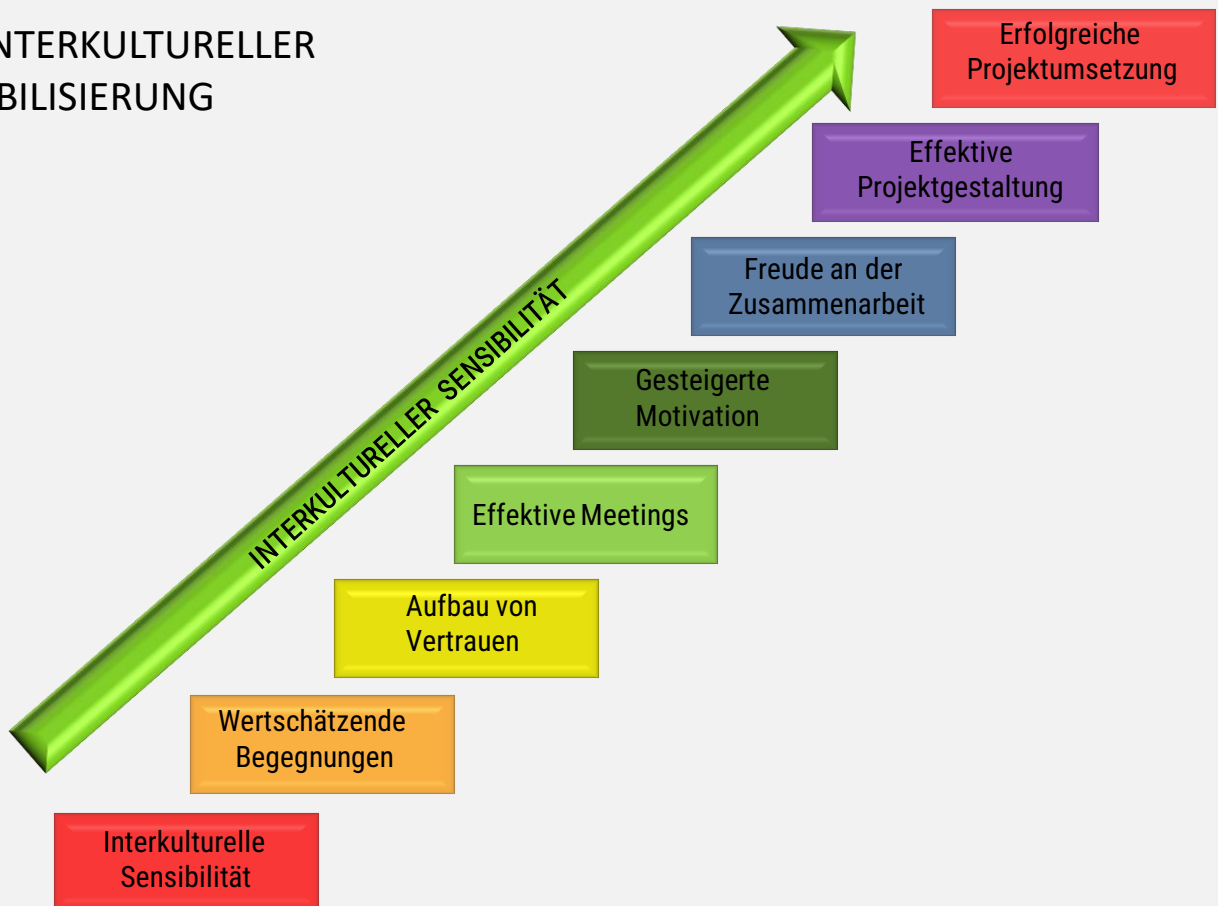 NTERKULTURELLER
BILISIERUNG
Erfolgreiche
Projektumsetzung
Effektive
Projektgestaltung
Freude an der
Zusammenarbeit
Gesteigerte
Motivation
INTERKULTURELLER SENSIBILITÄT
Effektive Meetings
Aufbau von
Vertrauen
Wertschätzende
Begegnungen
Interkulturelle
Sensibilität